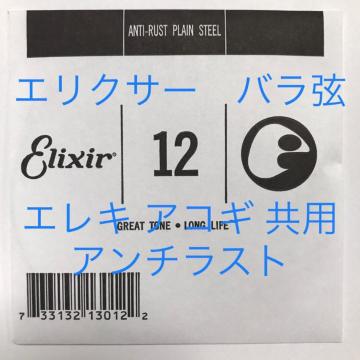 ANTI-RUST PLAIN STEEL
エリクサー バラ弦
Elixir® 12
エレキ アコギ 共用
GREAT TONE • LONG LIFE
アンチラスト
7 33132 13012 2